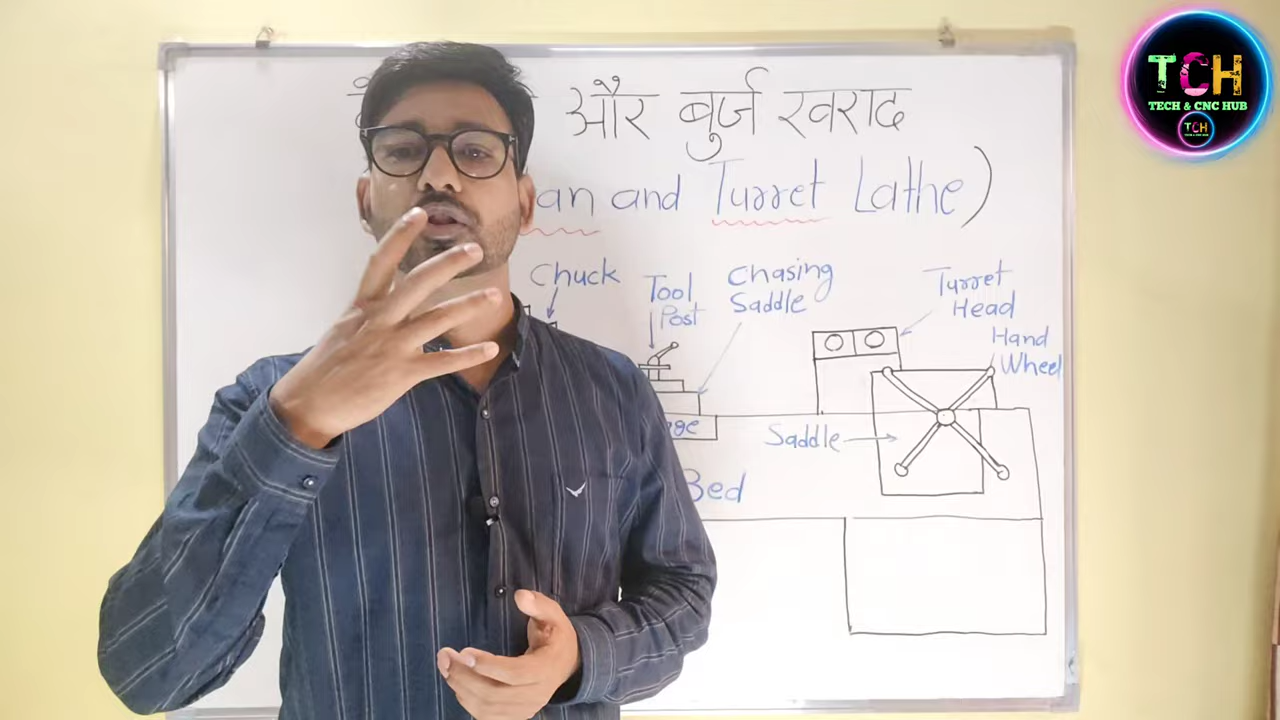 और बुर्ज खराद
and Turret Lathe)
Chuck
Tool
Post
Chasing
Saddle
Turret
Head
Hand
Wheel
Saddle
Bed
TCH
TECH & CNC HUB
TCH